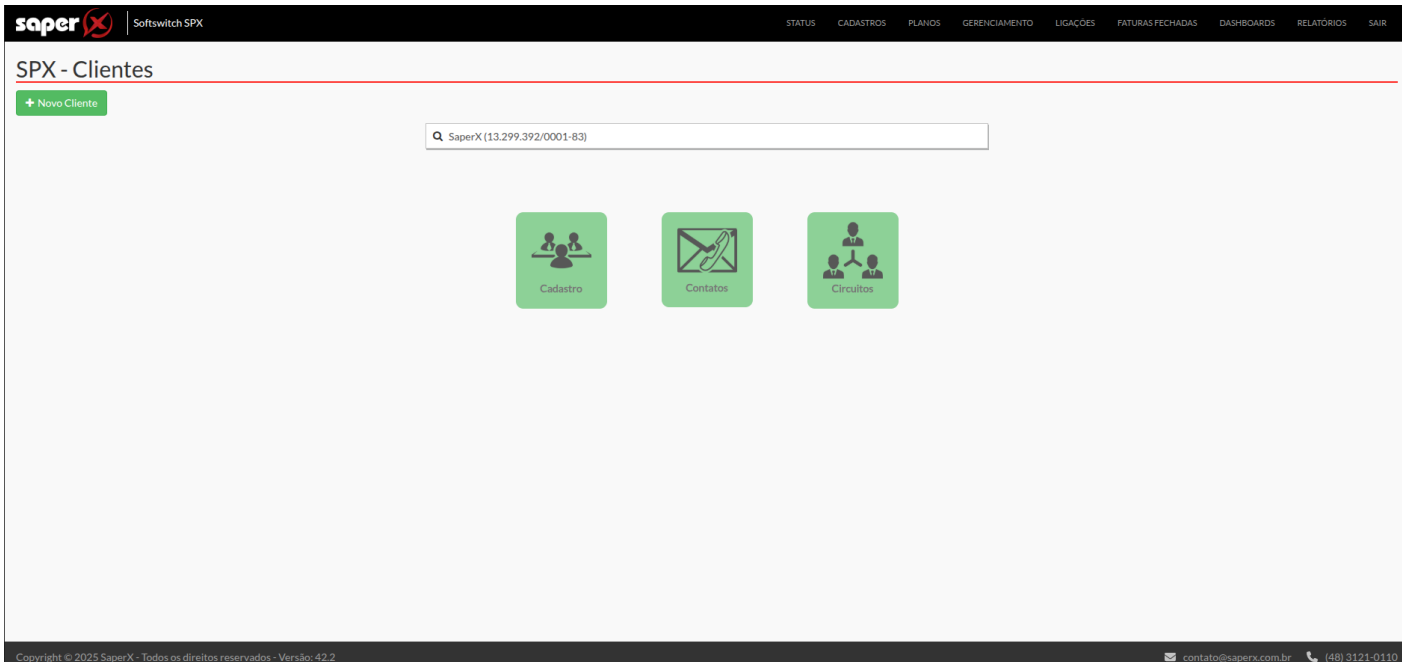 saper x Softswitch SPX STATUS CADASTROS PLANOS GERENCIAMENTO LIGAÇÕES FATURAS FECHADAS DASHBOARDS RELATÓRIOS SAIR
SPX - Clientes
+ Novo Cliente
SaperX (13.299.392/0001-83)
Cadastro Contatos Circuitos
Copyright © 2025 SaperX - Todos os direitos reservados - Versão: 42.2 contato@saperx.com.br (48) 3121-0110